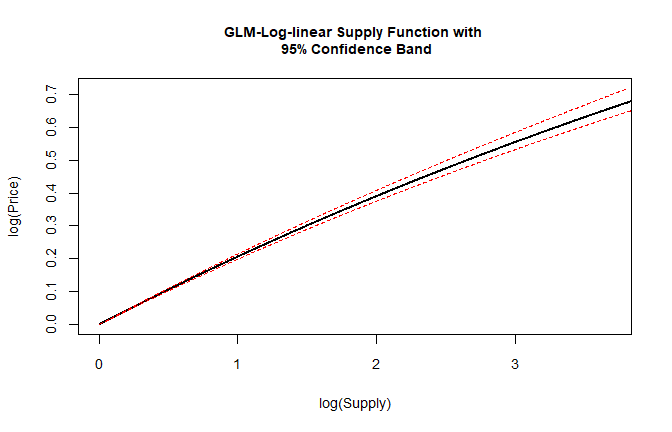 GLM-Log-linear Supply Function with
95% Confidence Band
0.7
0.6
0.5
0.4
0.3
0.2
0.1
0.0
log(Price)
0 1 2 3
log(Supply)